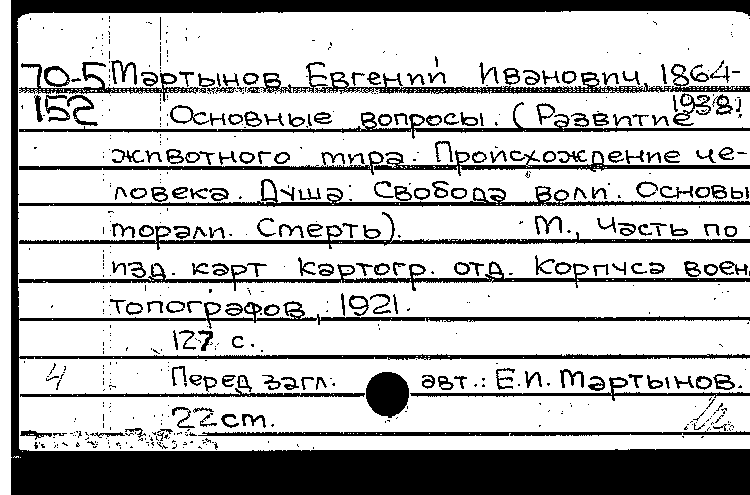 70-5 Мартынов, Евгений Иванович, 1864-
152 Основные вопросы. (Развитие 1938.
животного мира. Происхождение че-
ловека. Душа. Свобода воли. Основы
морали. Смерть). М., Часть по
изд. карт картогр. отд. Корпуса воен.
топографов, 1921.
127 с.
4 Перед загл. авт.: Е.И. Мартынов.
22 см.